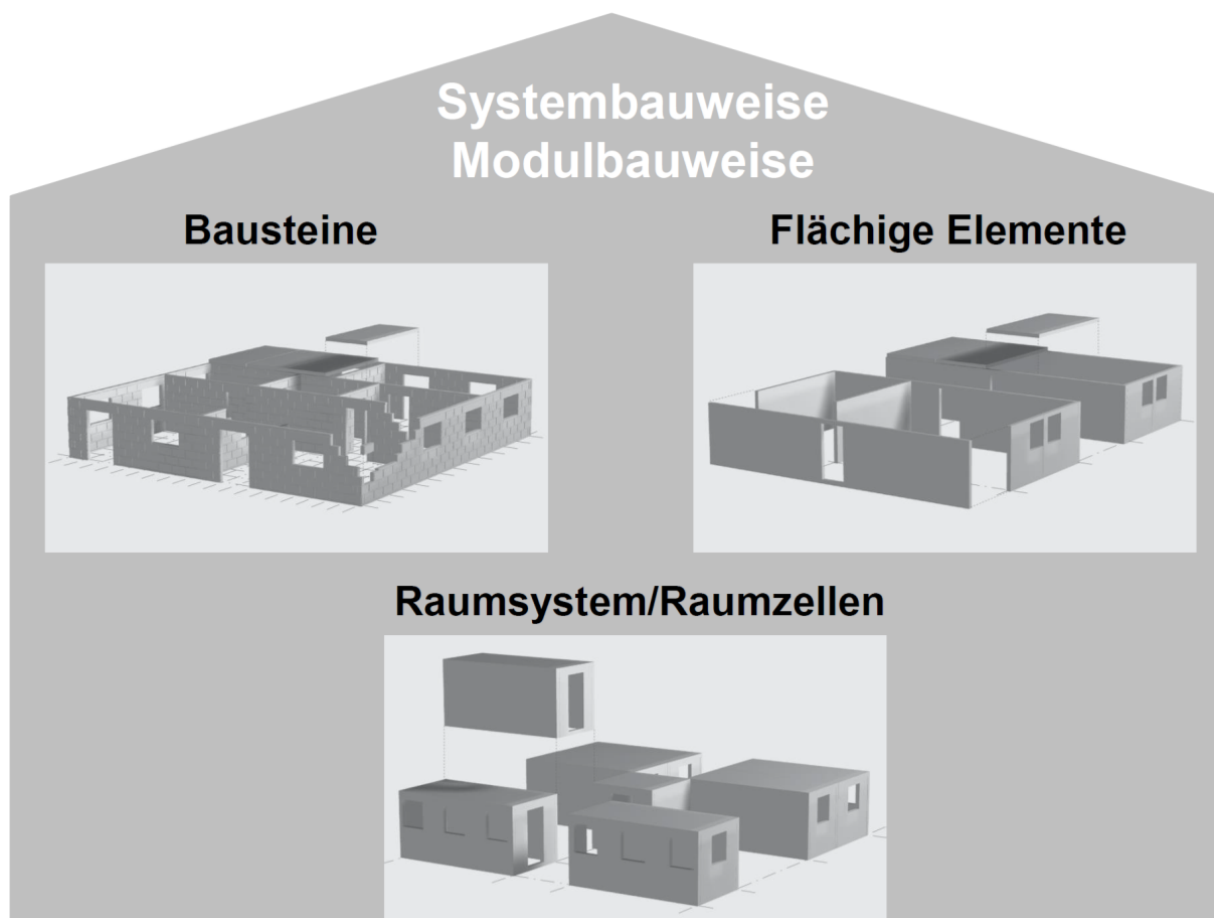 Systembauweise
Modulbauweise
Bausteine
Flächige Elemente
Raumsystem/Raumzellen